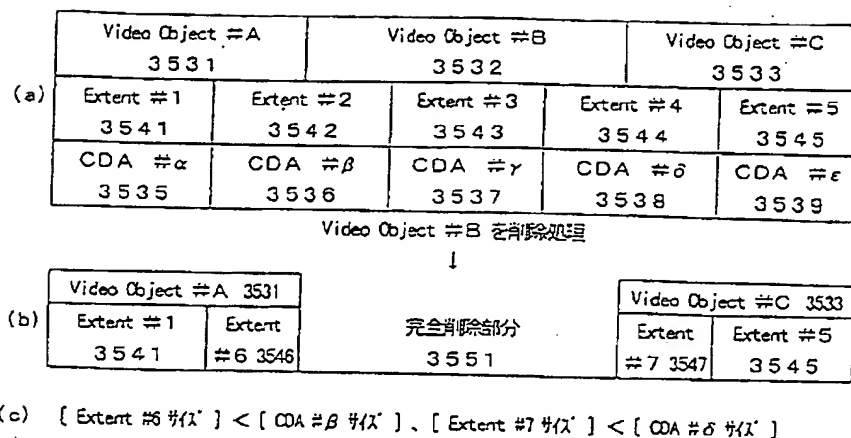 Video Object #A Video Object #B Video Object #C
3531 3532 3533
(a) Extent #1 Extent #2 Extent #3 Extent #4 Extent #5
3541 3542 3543 3544 3545
CDA #α CDA #β CDA #γ CDA #δ CDA #ε
3535 3536 3537 3538 3539
Video Object #B を削除処理
↓
Video Object #A 3531 Video Object #C 3533
(b) Extent #1 Extent 完全削除部分 Extent Extent #5
3541 #6 3546 3551 #7 3547 3545
(c) [ Extent #6 サイズ ] < [ CDA #β サイズ ] 、 [ Extent #7 サイズ ] < [ CDA #δ サイズ ]